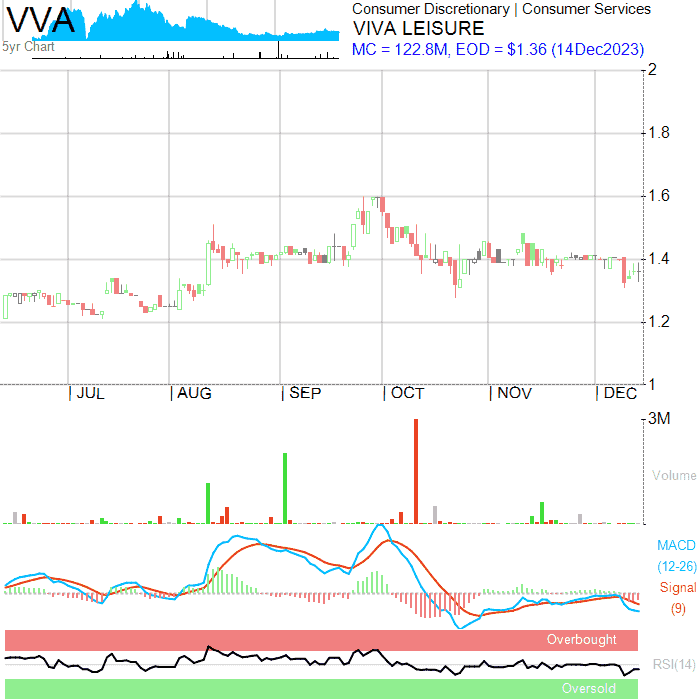 VVA
5yr Chart
Consumer Discretionary | Consumer Services
VIVA LEISURE
MC = 122.8M, EOD = $1.36 (14Dec2023)
2
1.8
1.6
1.4
1.2
1
JUL AUG SEP OCT NOV DEC
3M
Volume
MACD
(12-26)
Signal
(9)
Overbought
RSI(14)
Oversold